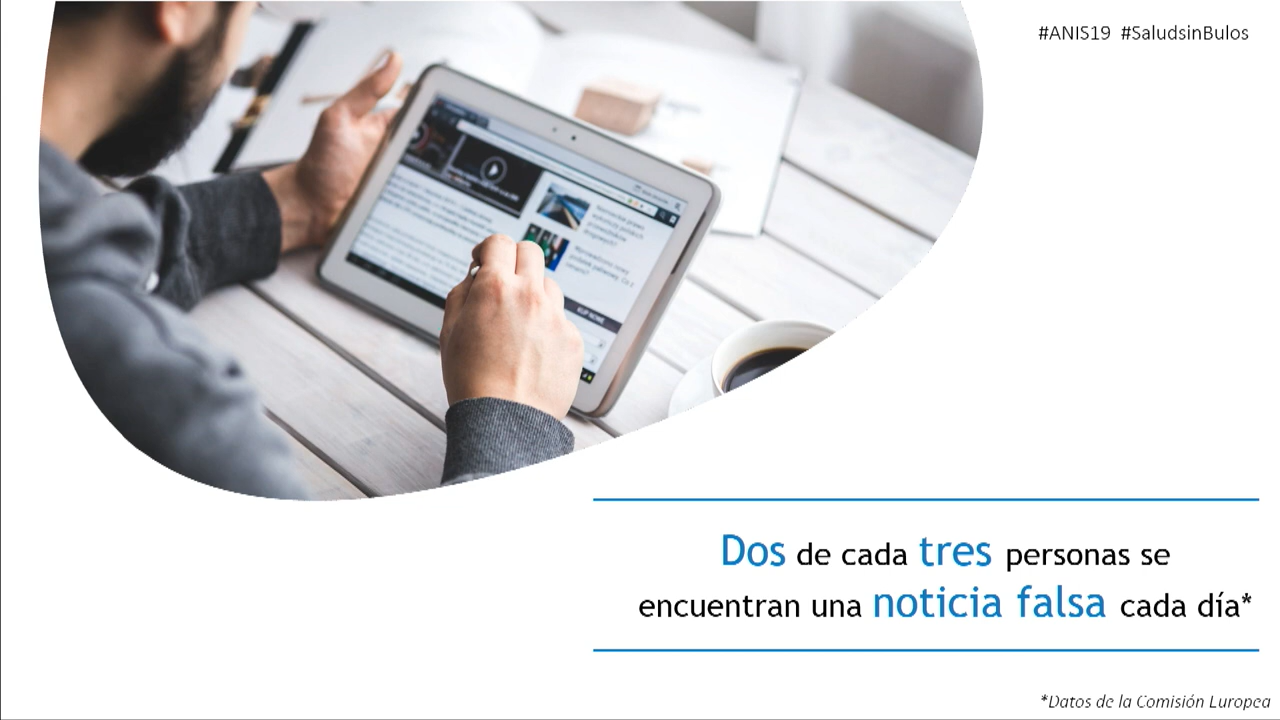 #ANIS19 #SaludsinBulos
Dos de cada tres personas se
encuentran una noticia falsa cada día*
*Datos de la Comisión Europea